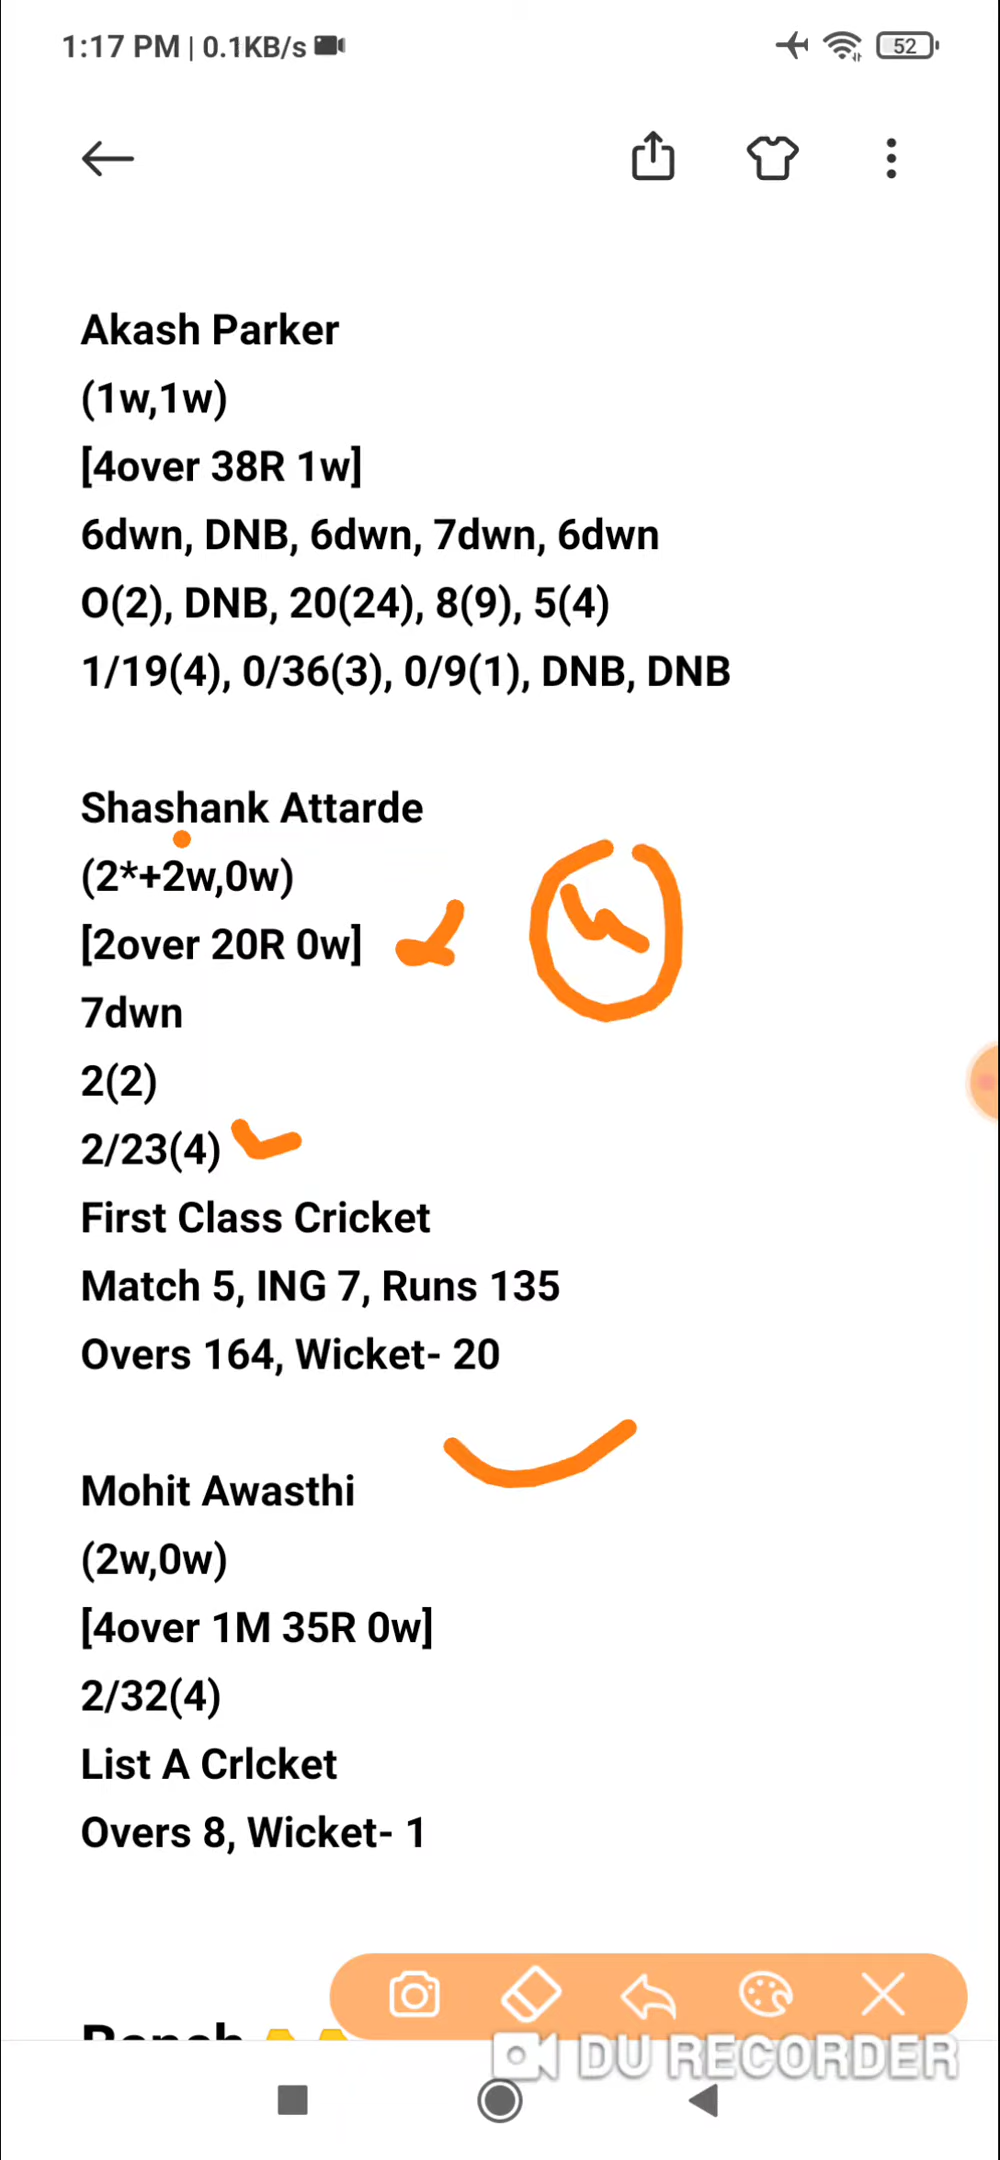 1:17 PM | 0.1KB/s
52
Akash Parker
(1w,1w)
[4over 38R 1w]
6dwn, DNB, 6dwn, 7dwn, 6dwn
O(2), DNB, 20(24), 8(9), 5(4)
1/19(4), 0/36(3), 0/9(1), DNB, DNB
Shashank Attarde
(2*+2w,0w)
[2over 20R 0w]
7dwn
2(2)
2/23(4)
First Class Cricket
Match 5, ING 7, Runs 135
Overs 164, Wicket- 20
Mohit Awasthi
(2w,0w)
[4over 1M 35R 0w]
2/32(4)
List A Crlcket
Overs 8, Wicket- 1
DU RECORDER